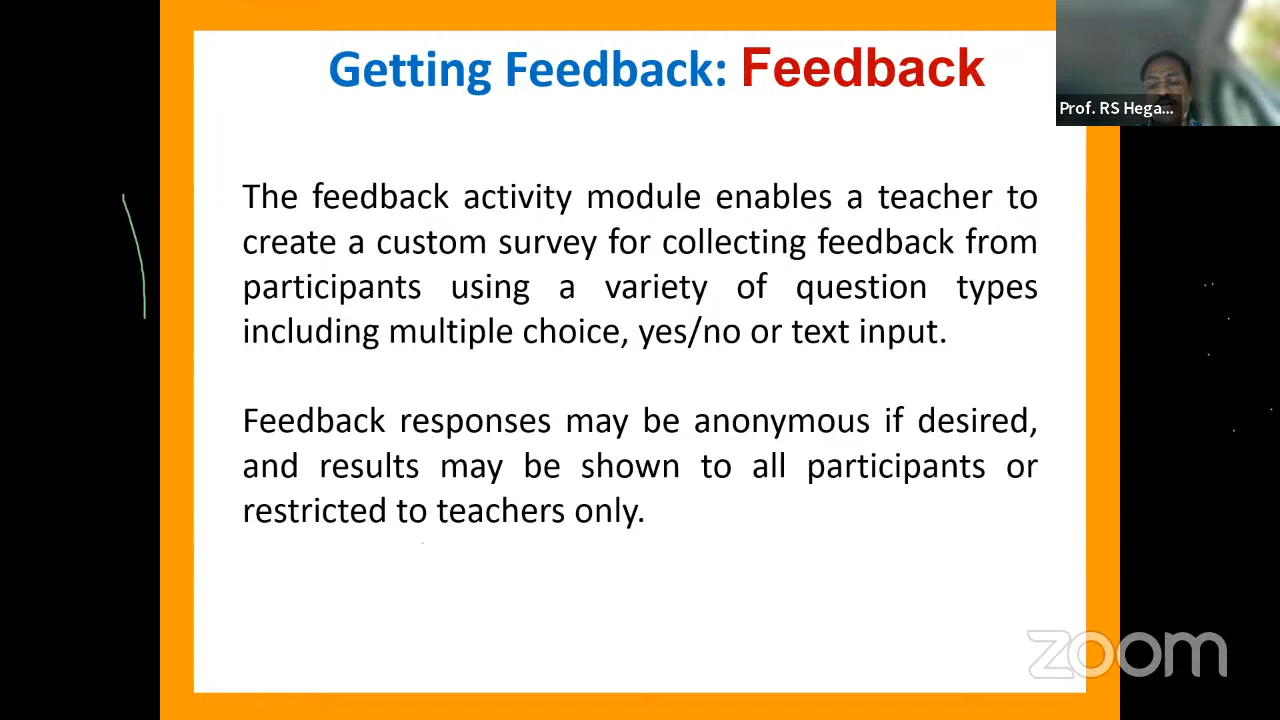 Getting Feedback: Feedback
Prof. RS Hega...
The feedback activity module enables a teacher to
create a custom survey for collecting feedback from
participants using a variety of question types
including multiple choice, yes/no or text input.
Feedback responses may be anonymous if desired,
and results may be shown to all participants or
restricted to teachers only.
zoom